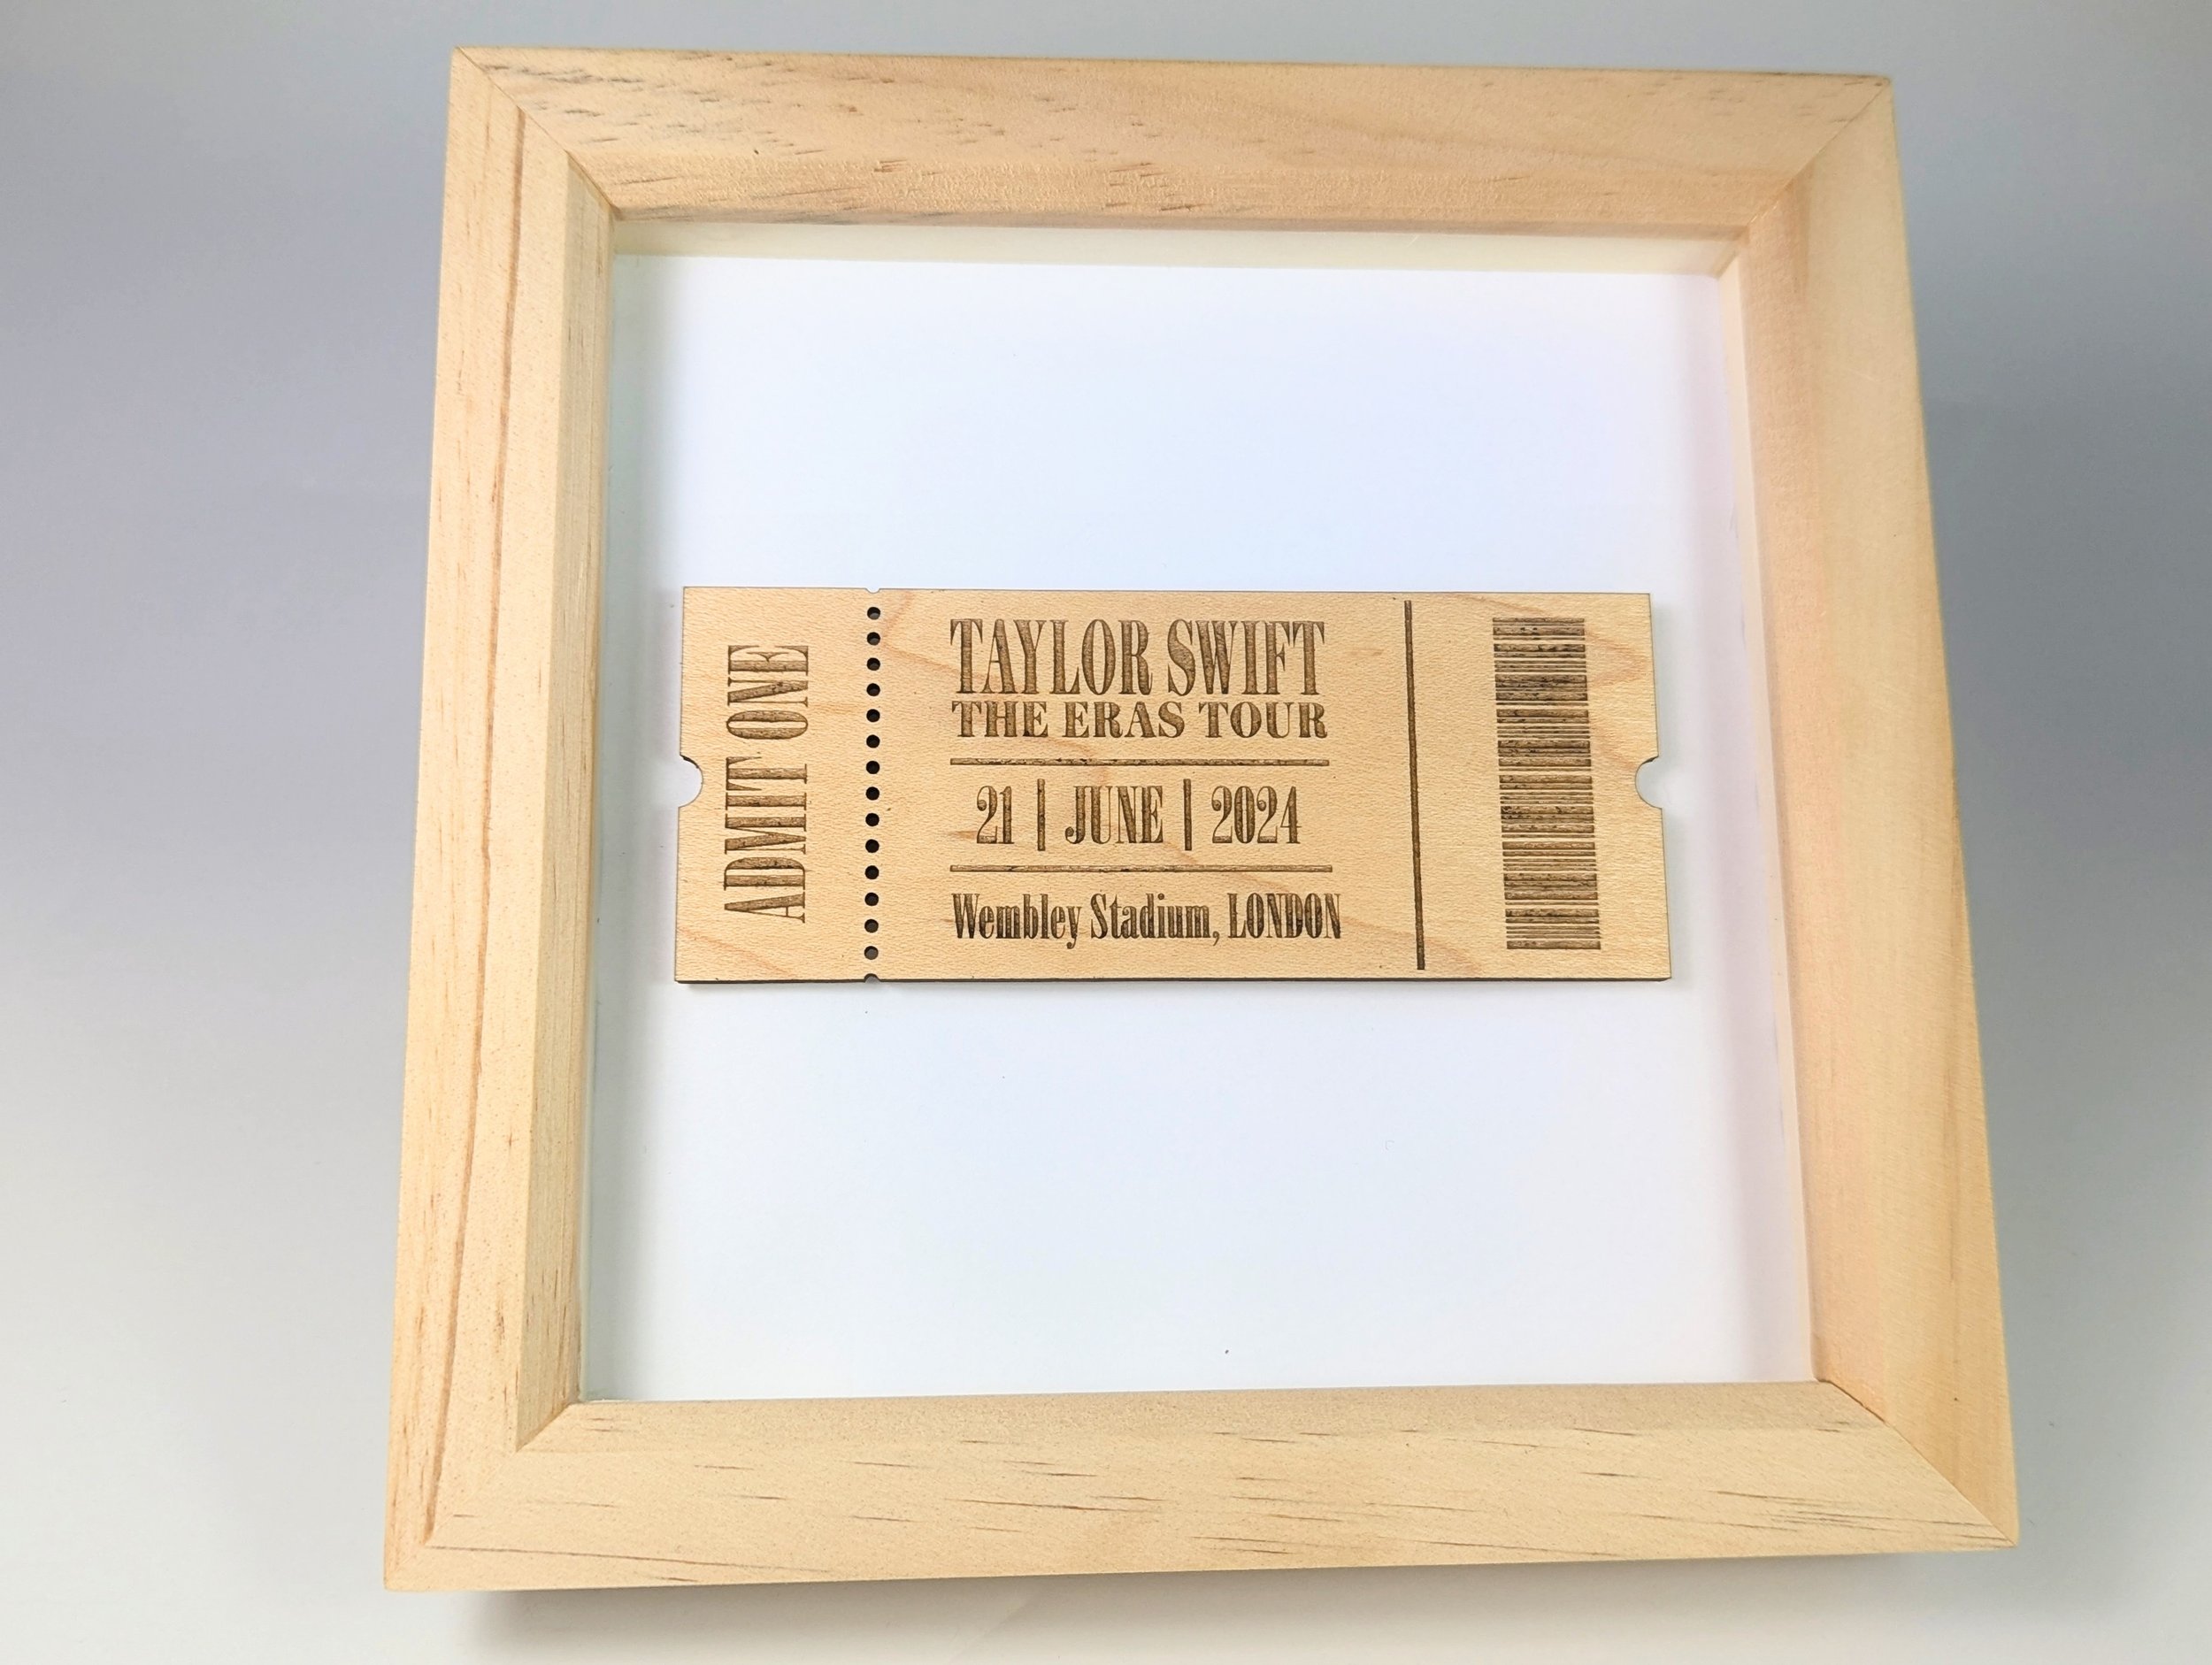 ADMIT ONE
TAYLOR SWIFT
THE ERAS TOUR
21 | JUNE | 2024
Wembley Stadium, LONDON